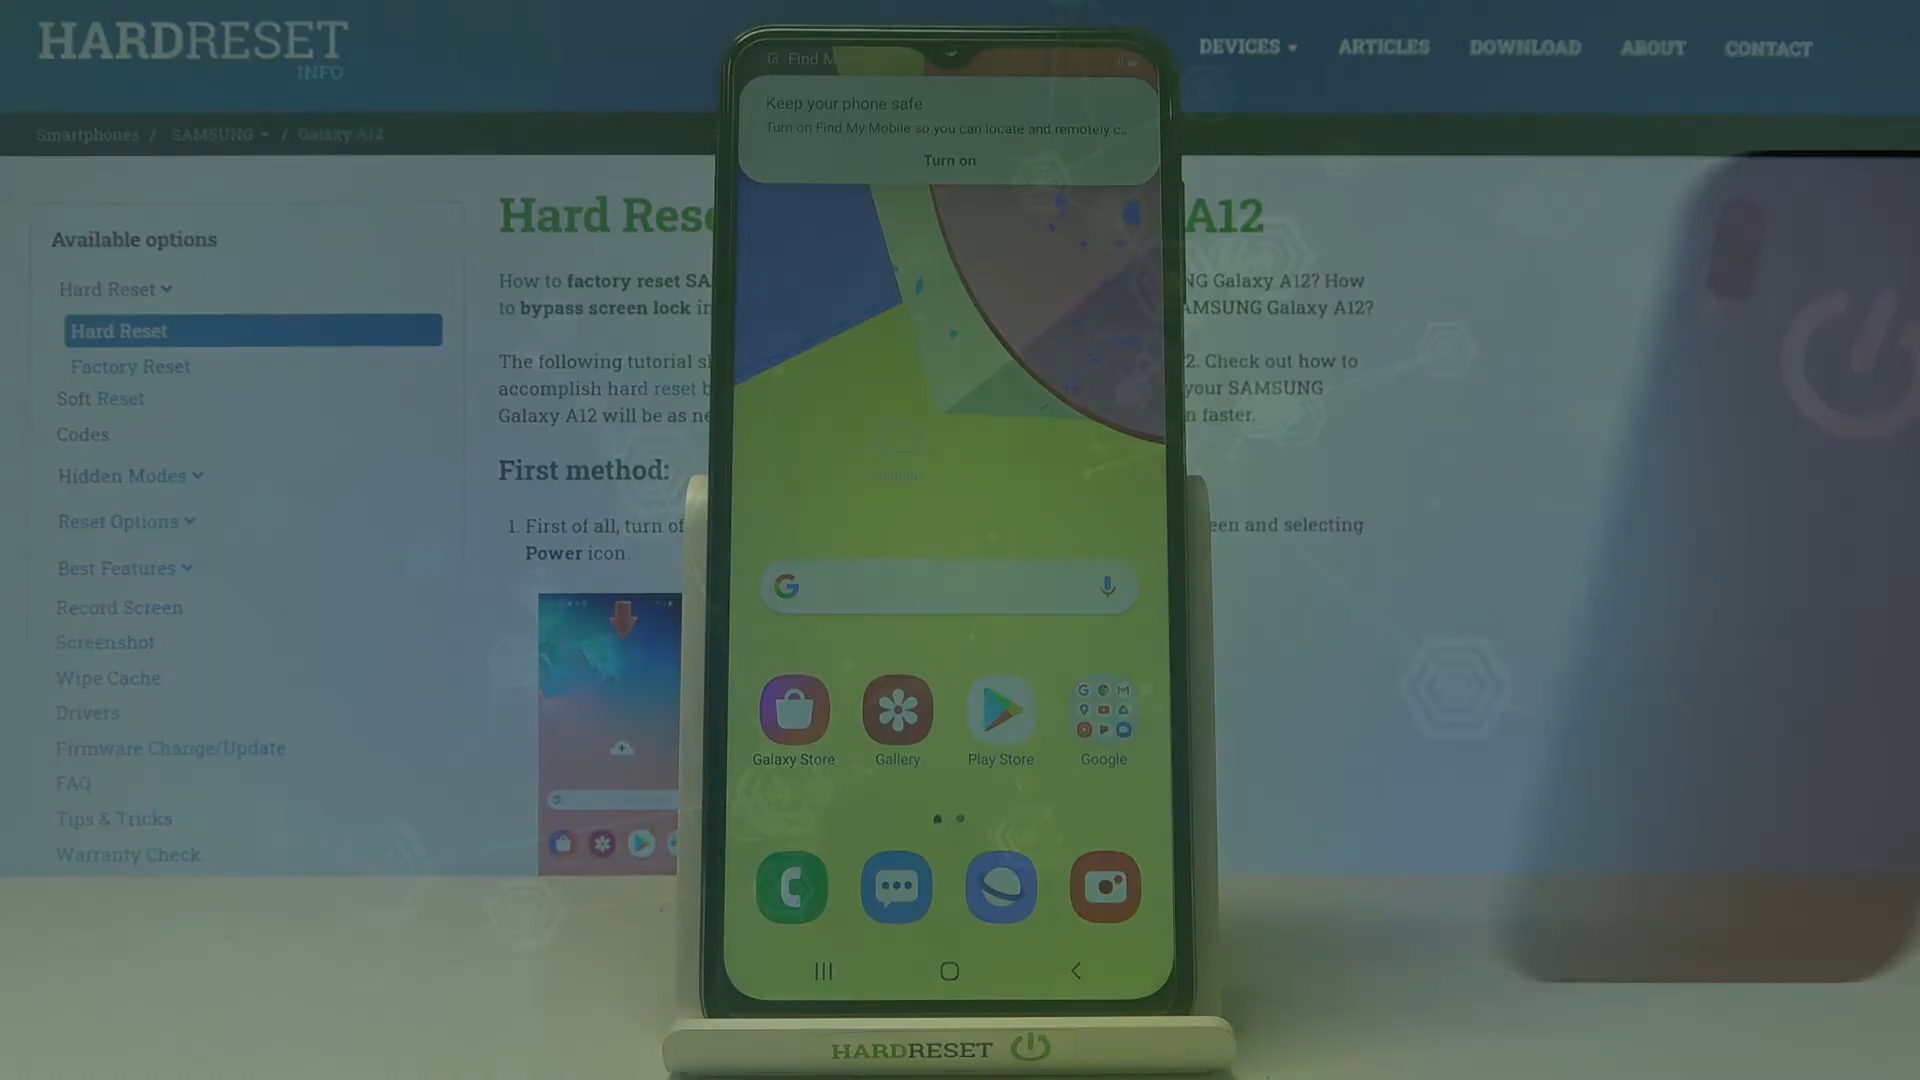 HARDRESET
INFO
DEVICES
ARTICLES
DOWNLOAD
ABOUT
CONTACT
Smartphones / SAMSUNG / Galaxy A12
Available options
Hard Reset
Hard Reset
Factory Reset
Soft Reset
Codes
Hidden Modes
Reset Options
Best Features
Record Screen
Screenshot
Wipe Cache
Drivers
Firmware Change/Update
FAQ
Tips & Tricks
Warranty Check
Hard Rese
A12
How to factory reset SA
NG Galaxy A12? How
to bypass screen lock in
AMSUNG Galaxy A12?
The following tutorial s
2. Check out how to
accomplish hard reset b
your SAMSUNG
Galaxy A12 will be as ne
n faster.
First method:
1. First of all, turn of
een and selecting
Power icon.
Find M
Keep your phone safe
Turn on Find My Mobile so you can locate and remotely c..
Turn on
Galaxy Store
Gallery
Play Store
Google
HARDRESET